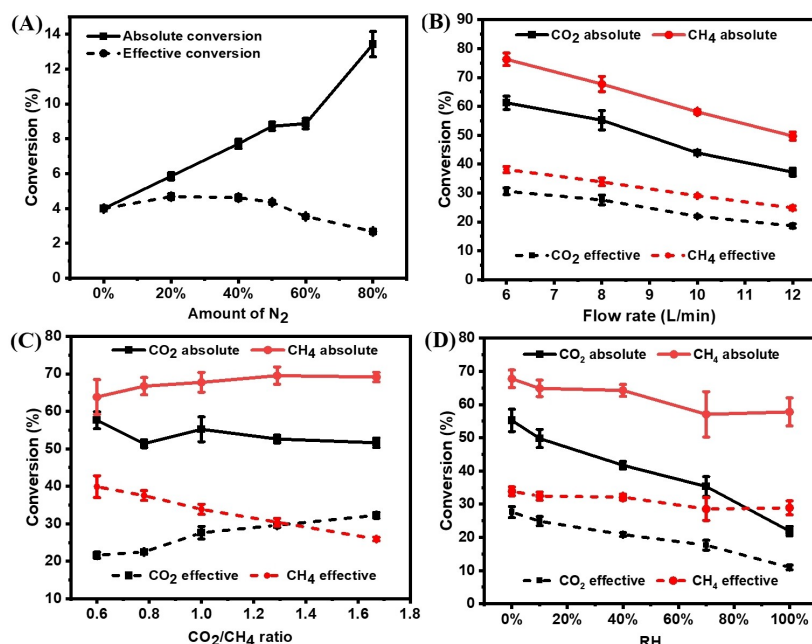 (A)
Absolute conversion
Effective conversion
Conversion (%)
14
12
10
8
6
4
2
0
0% 20% 40% 60% 80%
Amount of N2
(B)
CO2 absolute CH4 absolute
Conversion (%)
90
80
70
60
50
40
30
20
10
0
CO2 effective CH4 effective
6 7 8 9 10 11 12
Flow rate (L/min)
(C)
CO2 absolute CH4 absolute
Conversion (%)
70
60
50
40
30
20
10
CO2 effective CH4 effective
0.6 0.8 1.0 1.2 1.4 1.6 1.8
CO2/CH4 ratio
(D)
CO2 absolute CH4 absolute
Conversion (%)
80
70
60
50
40
30
20
10
0
CO2 effective CH4 effective
0% 20% 40% 60% 80% 100%
RH